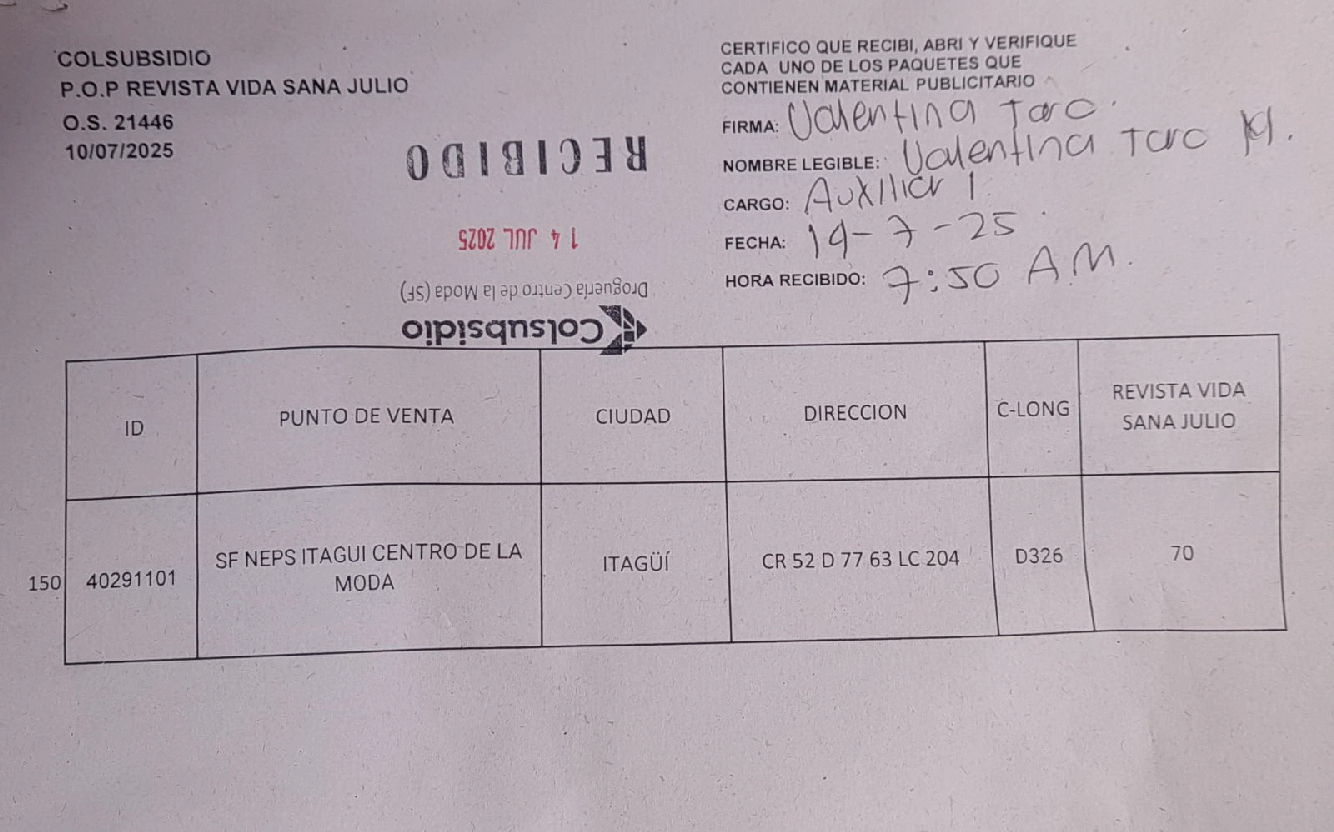 COLSUBSIDIO
P.O.P REVISTA VIDA SANA JULIO
O.S. 21446
10/07/2025
RECIBIDO
14 JUL 2025
Droguería Centro de la Moda (SF)
Colsubsidio
CERTIFICO QUE RECIBI, ABRI Y VERIFIQUE
CADA UNO DE LOS PAQUETES QUE
CONTIENEN MATERIAL PUBLICITARIO
FIRMA: Valentina Taro
NOMBRE LEGIBLE: Valentina Taro M.
CARGO: Auxiliar 1
FECHA: 14-7-25
HORA RECIBIDO: 7:50 AM.
ID PUNTO DE VENTA CIUDAD DIRECCION C-LONG REVISTA VIDA
SANA JULIO
150 40291101 SF NEPS ITAGUI CENTRO DE LA
MODA ITAGÜÍ CR 52 D 77 63 LC 204 D326 70